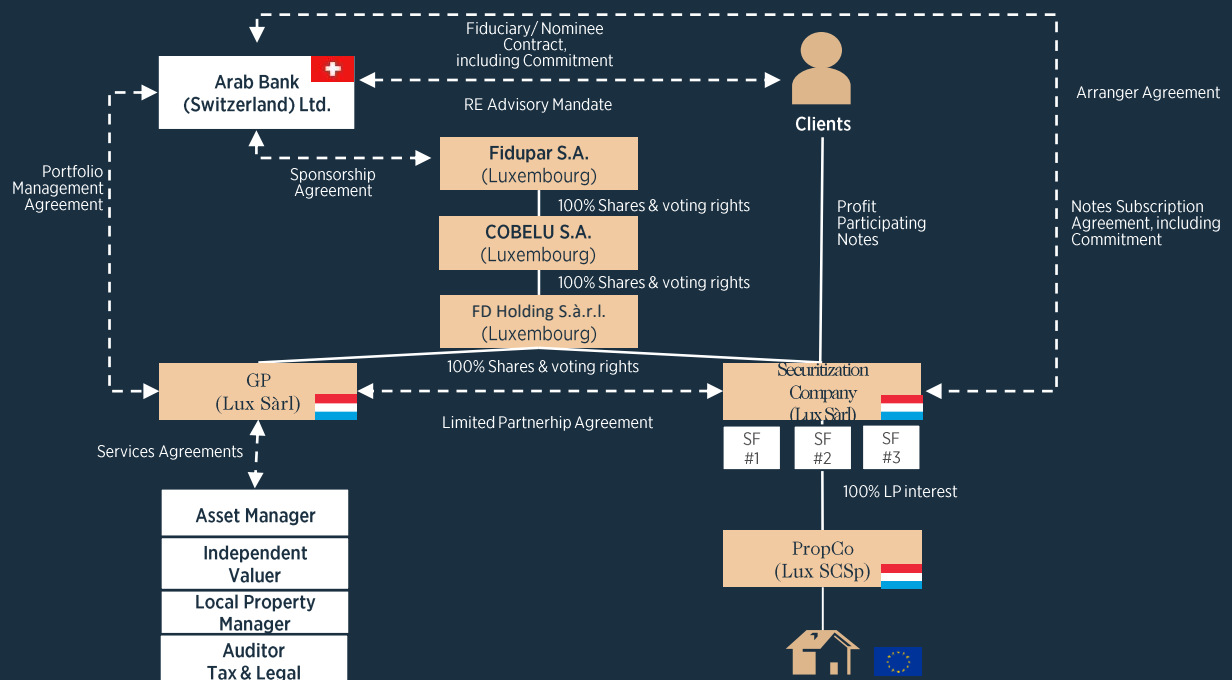 Fiduciary/ Nominee
Contract,
including Commitment
Arab Bank
(Switzerland) Ltd.
RE Advisory Mandate
Clients
Arranger Agreement
Portfolio
Management
Agreement
Sponsorship
Agreement
Fidupar S.A.
(Luxembourg)
100% Shares & voting rights
COBELU S.A.
(Luxembourg)
100% Shares & voting rights
FD Holding S.à.r.l.
(Luxembourg)
Profit
Participating
Notes
Notes Subscription
Agreement, including
Commitment
100% Shares & voting rights
GP
(Lux Sàrl)
Limited Partnerhip Agreement
Securitization
Company
(Lux Sàrl)
SF
#1
SF
#2
SF
#3
Services Agreements
100% LP interest
Asset Manager
Independent
Valuer
Local Property
Manager
Auditor
Tax & Legal
PropCo
(Lux SCSp)